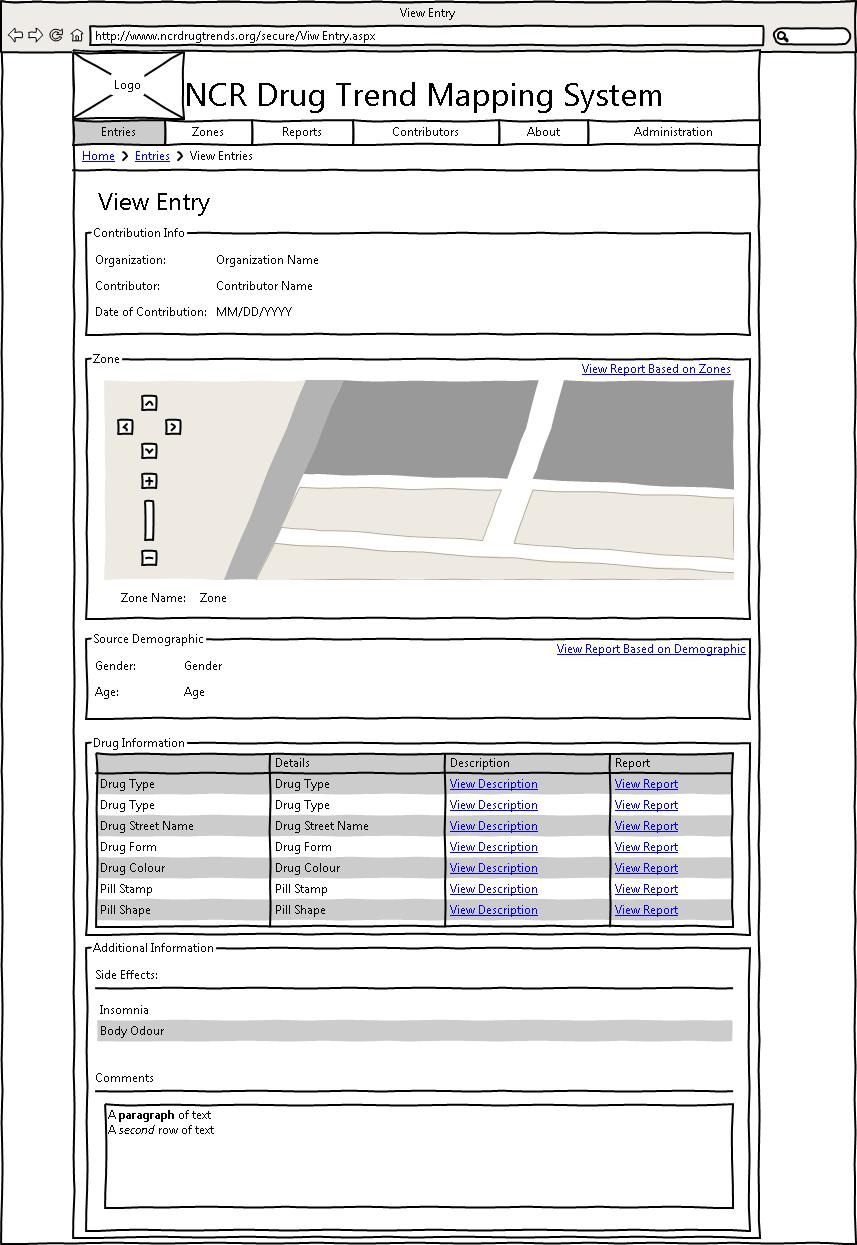 View Entry
http://www.ncrdrugtrends.org/secure/Viw Entry.aspx
Logo
NCR Drug Trend Mapping System
Entries Zones Reports Contributors About Administration
Home Entries View Entries
View Entry
Contribution Info
Organization: Organization Name
Contributor: Contributor Name
Date of Contribution: MM/DD/YYYY
Zone
View Report Based on Zones
Zone Name: Zone
Source Demographic
View Report Based on Demographic
Gender: Gender
Age: Age
Drug Information
Details Description Report
Drug Type Drug Type View Description View Report
Drug Type Drug Type View Description View Report
Drug Street Name Drug Street Name View Description View Report
Drug Form Drug Form View Description View Report
Drug Colour Drug Colour View Description View Report
Pill Stamp Pill Stamp View Description View Report
Pill Shape Pill Shape View Description View Report
Additional Information
Side Effects:
Insomnia
Body Odour
Comments
A paragraph of text
A second row of text